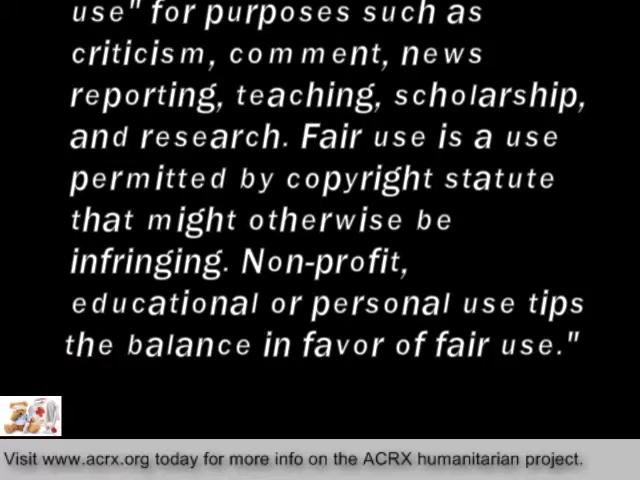 use" for purposes such as
criticism, comment, news
reporting, teaching, scholarship,
and research. Fair use is a use
permitted by copyright statute
that might otherwise be
infringing. Non-profit,
educational or personal use tips
the balance in favor of fair use."
Visit www.acrx.org today for more info on the ACRX humanitarian project.